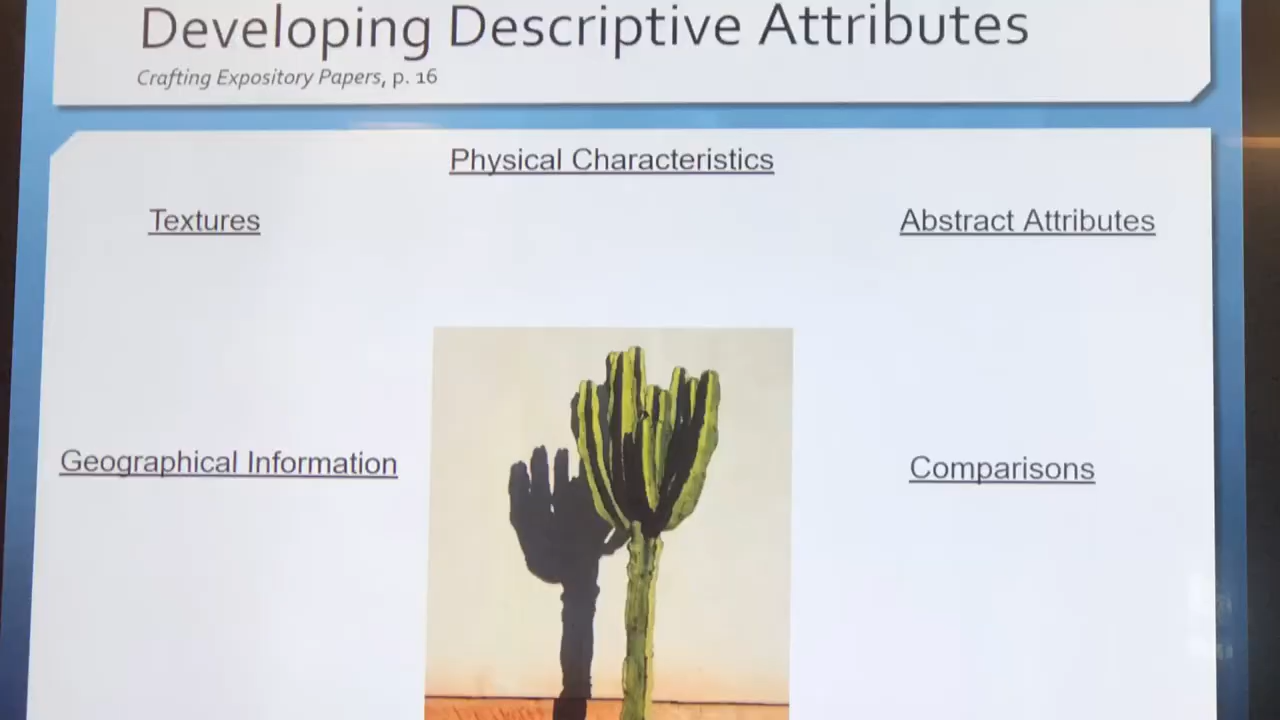 Developing Descriptive Attributes
Crafting Expository Papers, p. 16
Physical Characteristics
Textures
Abstract Attributes
Geographical Information
Comparisons